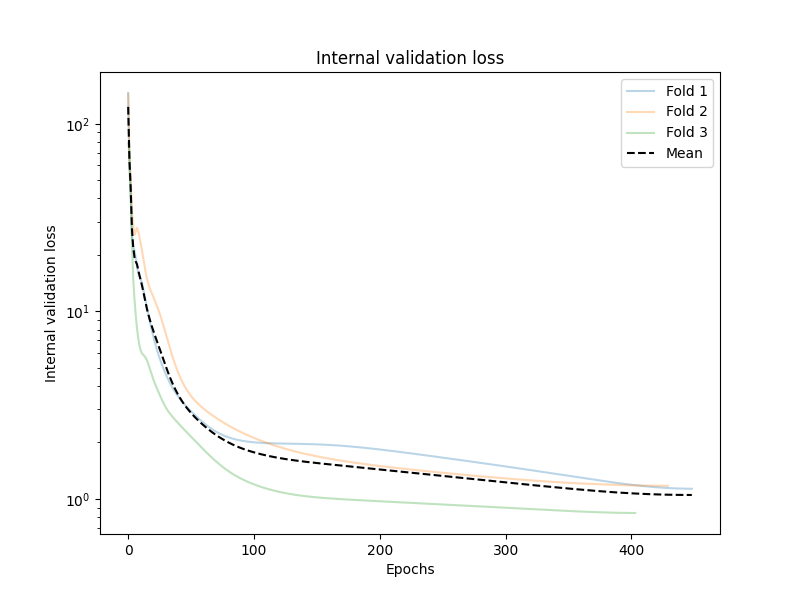 Internal validation loss
Fold 1
Fold 2
Fold 3
Mean
Internal validation loss
10²
10¹
10⁰
0 100 200 300 400
Epochs